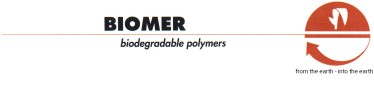 BIOMER
biodegradable polymers
from the earth - into the earth